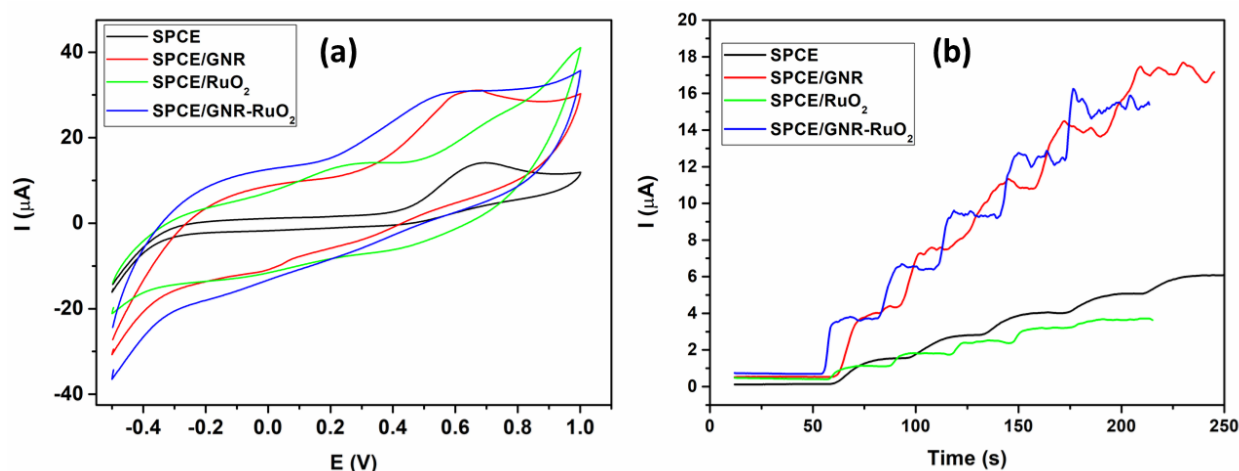 (a)
SPCE
SPCE/GNR
SPCE/RuO₂
SPCE/GNR-RuO₂
I (μA)
40
20
0
-20
-40
-0.4 -0.2 0.0 0.2 0.4 0.6 0.8 1.0
E (V)
(b)
SPCE
SPCE/GNR
SPCE/RuO₂
SPCE/GNR-RuO₂
I (μA)
20
18
16
14
12
10
8
6
4
2
0
0 50 100 150 200 250
Time (s)